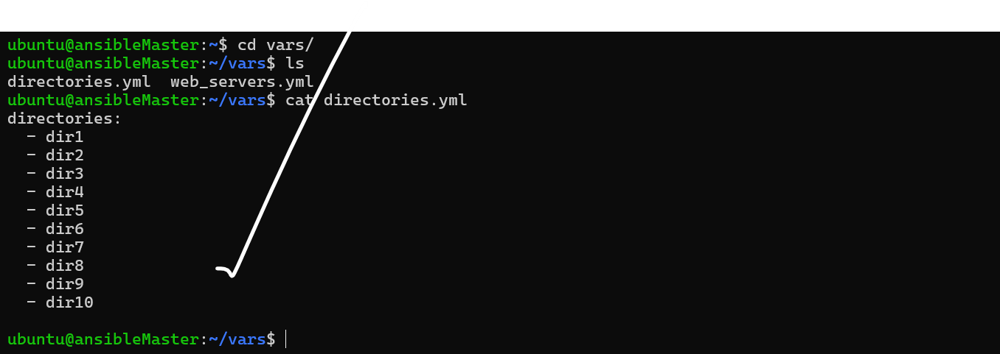 ubuntu@ansibleMaster:~$ cd vars/
ubuntu@ansibleMaster:~/vars$ ls
directories.yml  web_servers.yml
ubuntu@ansibleMaster:~/vars$ cat directories.yml
directories:
  - dir1
  - dir2
  - dir3
  - dir4
  - dir5
  - dir6
  - dir7
  - dir8
  - dir9
  - dir10
ubuntu@ansibleMaster:~/vars$